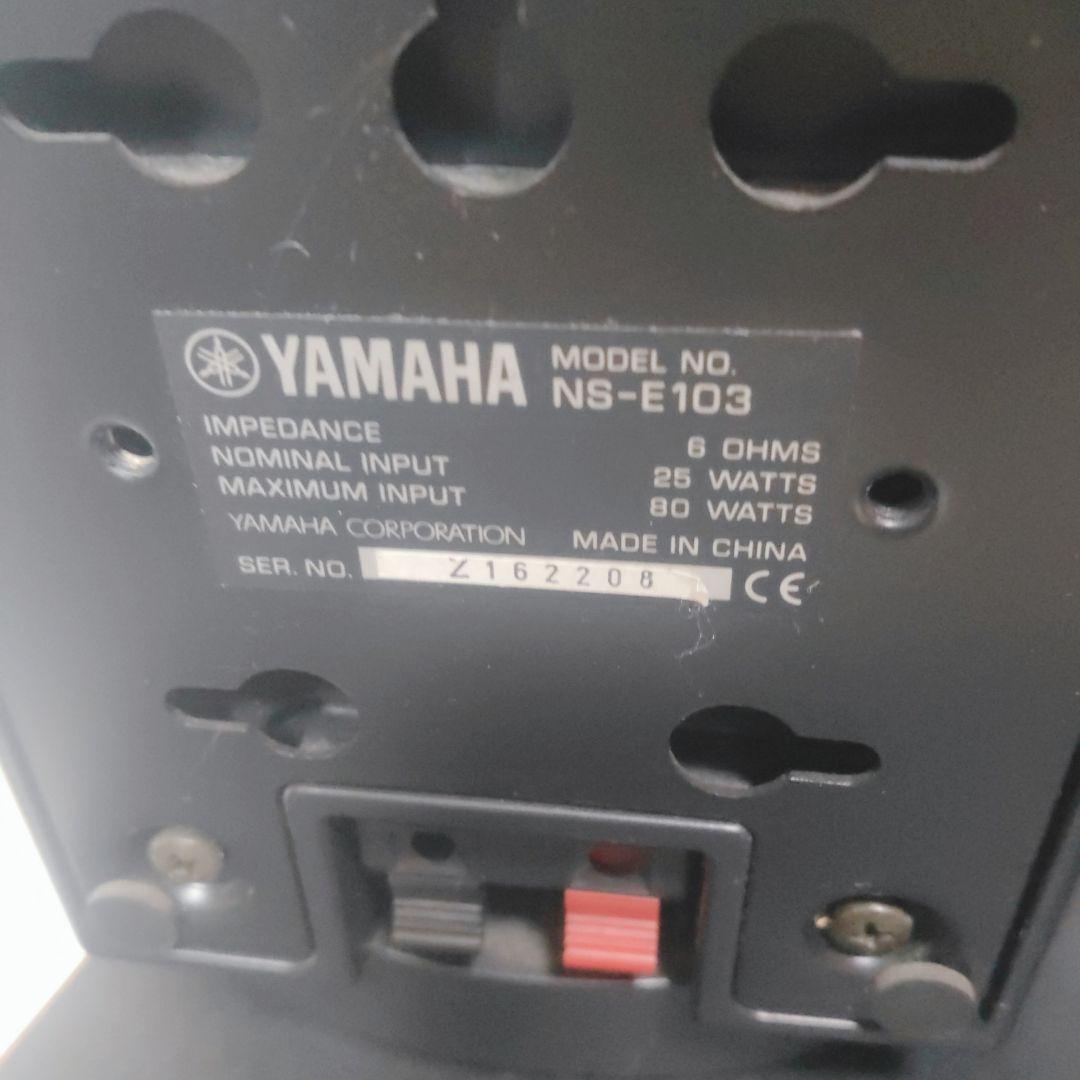 YAMAHA MODEL NO.
NS-E103
IMPEDANCE 6 OHMS
NOMINAL INPUT 25 WATTS
MAXIMUM INPUT 80 WATTS
YAMAHA CORPORATION MADE IN CHINA
SER. NO. Z162208 CE